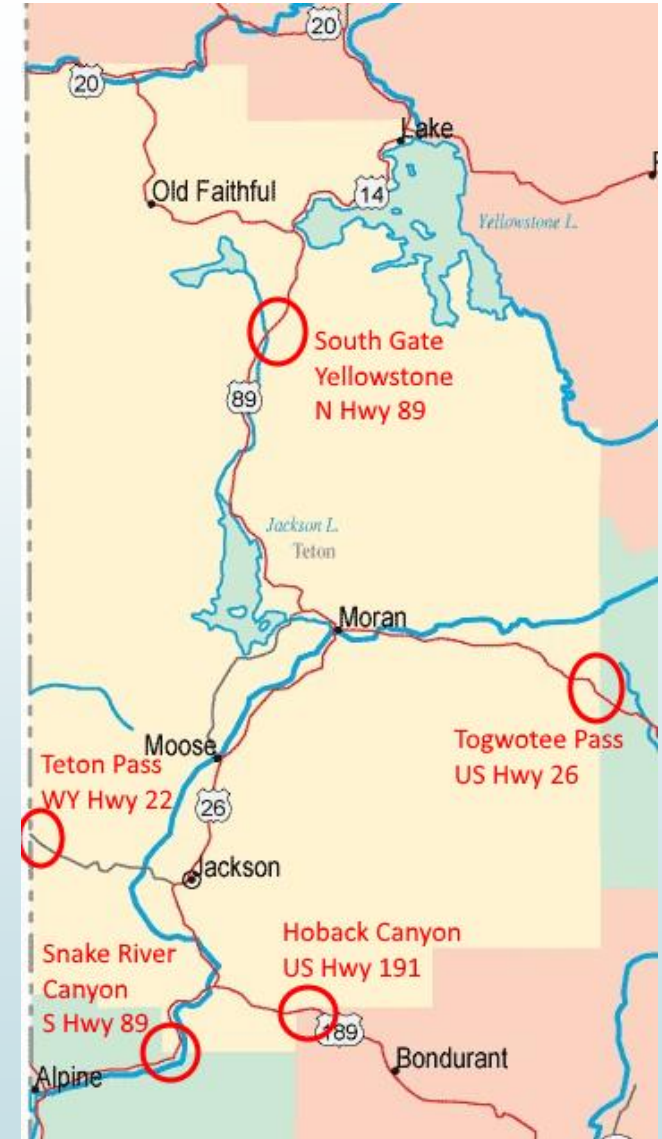 20
20
Lake
Old Faithful
14
Yellowstone L.
South Gate
Yellowstone
N Hwy 89
89
Jackson L.
Teton
Moran
Togwotee Pass
US Hwy 26
Moose
Teton Pass
WY Hwy 22
26
Jackson
Hoback Canyon
US Hwy 191
Snake River
Canyon
S Hwy 89
189
Bondurant
Alpine